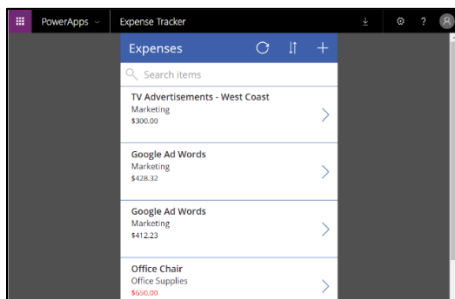 PowerApps
Expense Tracker
?
Expenses
Search items
TV Advertisements - West Coast
Marketing
$300.00
Google Ad Words
Marketing
$428.32
Google Ad Words
Marketing
$412.23
Office Chair
Office Supplies
$650.00